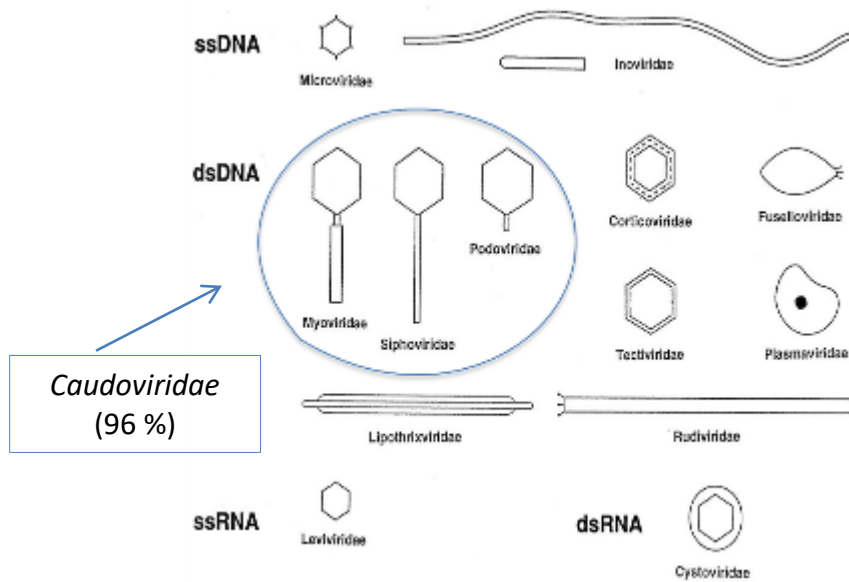 ssDNA
Microviridae
Inoviridae
dsDNA
Myoviridae
Siphoviridae
Podoviridae
Corticoviridae
Fuselloviridae
Tectiviridae
Plasmaviridae
Caudoviridae
(96 %)
Lipothrixviridae
Rudiviridae
ssRNA
Leviviridae
dsRNA
Cystoviridae